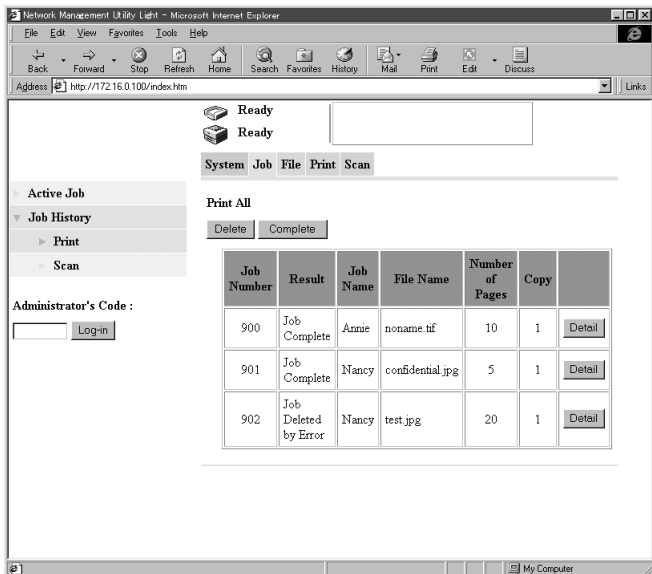 Network Management Utility Light - Microsoft Internet Explorer
File Edit View Favorites Tools Help
Back Forward Stop Refresh Home Search Favorites History Mail Print Edit Discuss
Address http://172.16.0.100/index.htm Links
Ready
Ready
System Job File Print Scan
Active Job
Job History
Print
Scan
Administrator's Code :
Log-in
Print All
Delete Complete
Job Number Result Job Name File Name Number of Pages Copy
900 Job Complete Annie noname.tif 10 1 Detail
901 Job Complete Nancy confidential.jpg 5 1 Detail
902 Job Deleted by Error Nancy test.jpg 20 1 Detail
My Computer